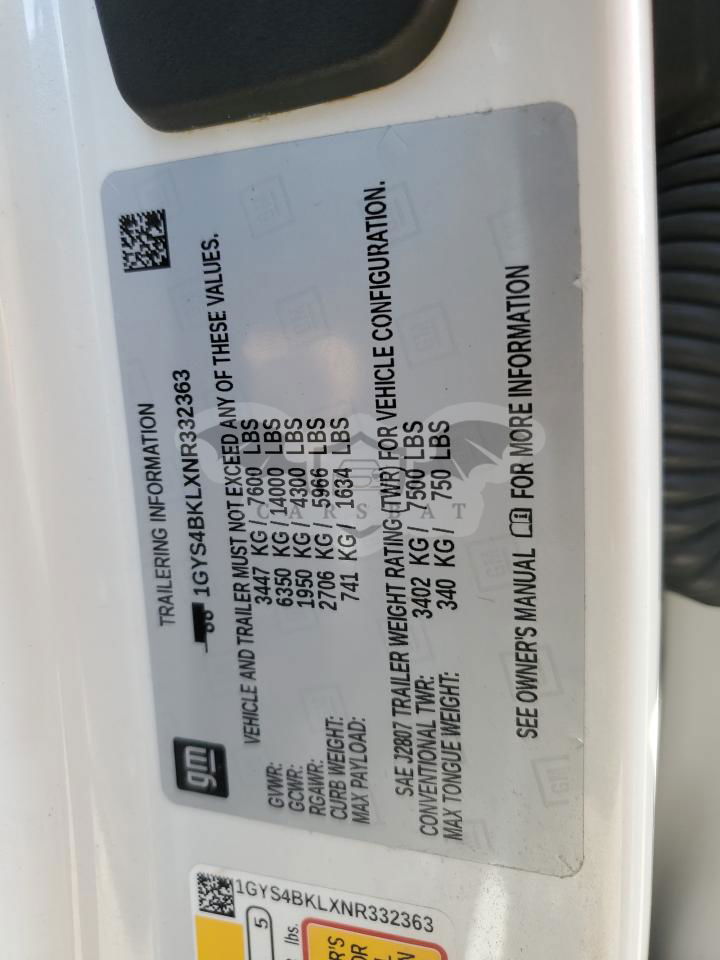 TRAILERING INFORMATION
1GYS4BKLXNR332363
gm
VEHICLE AND TRAILER MUST NOT EXCEED ANY OF THESE VALUES.
GVWR: 3447 KG / 7600 LBS
GCWR: 6350 KG / 14000 LBS
RGAWR: 1950 KG / 4300 LBS
CURB WEIGHT: 2706 KG / 5966 LBS
MAX PAYLOAD: 741 KG / 1634 LBS
SAE J2807 TRAILER WEIGHT RATING (TWR) FOR VEHICLE CONFIGURATION.
CONVENTIONAL TWR: 3402 KG / 7500 LBS
MAX TONGUE WEIGHT: 340 KG / 750 LBS
SEE OWNER'S MANUAL FOR MORE INFORMATION
CARSBAT
1GYS4BKLXNR332363
5
lbs.